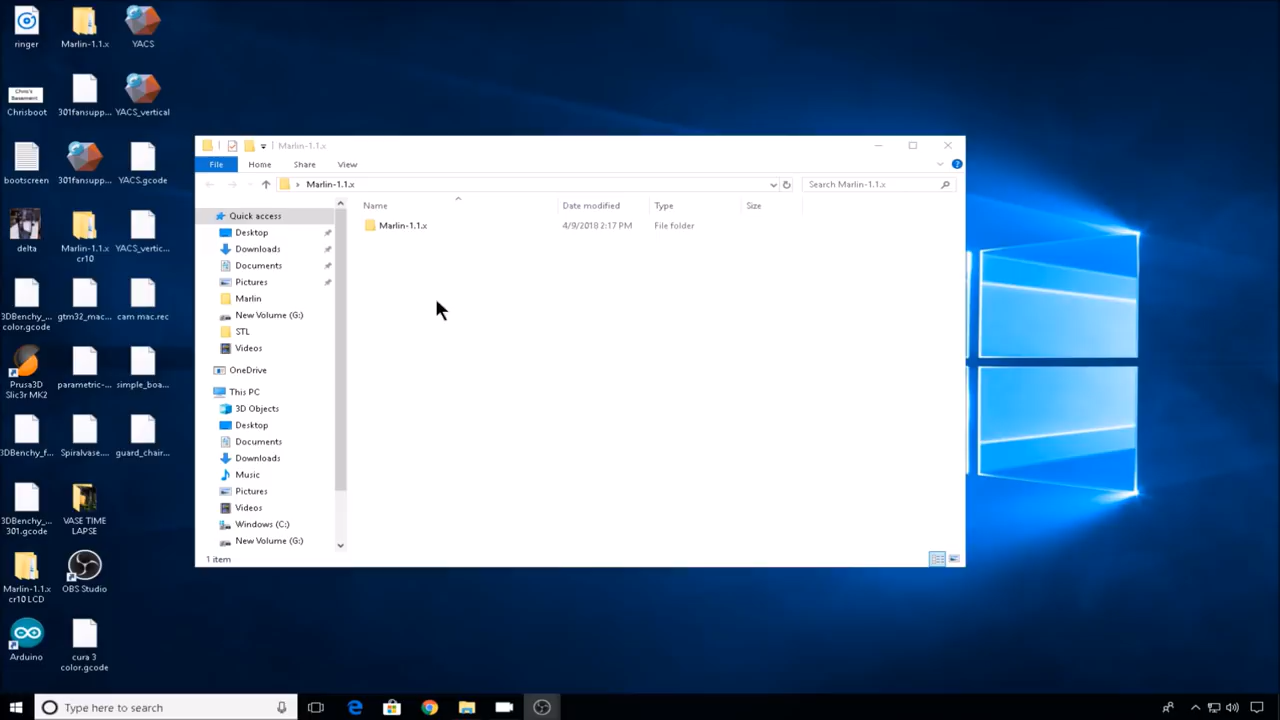 ringer
Marlin-1.1.x
YACS
Chris's
Basement
Chrisboot
301fansupp...
YACS_vertical
bootscreen
301fansupp...
YACS.gcode
delta
Marlin-1.1.x
cr10
YACS_vertic...
3DBenchy_...
color.gcode
gtm32_mac...
cam mac.rec
Prusa3D
Slic3r MK2
parametric-...
simple_boa...
3DBenchy_f...
Spiralvase....
guard_chair...
3DBenchy_...
301.gcode
VASE TIME
LAPSE
Marlin-1.1.x
cr10 LCD
OBS Studio
Arduino
cura 3
color.gcode
Marlin-1.1.x
File
Home
Share
View
Marlin-1.1.x
Search Marlin-1.1.x
Quick access
Desktop
Downloads
Documents
Pictures
Marlin
New Volume (G:)
STL
Videos
OneDrive
This PC
3D Objects
Desktop
Documents
Downloads
Music
Pictures
Videos
Windows (C:)
New Volume (G:)
Name
Date modified
Type
Size
Marlin-1.1.x
4/9/2018 2:17 PM
File folder
1 item
Type here to search